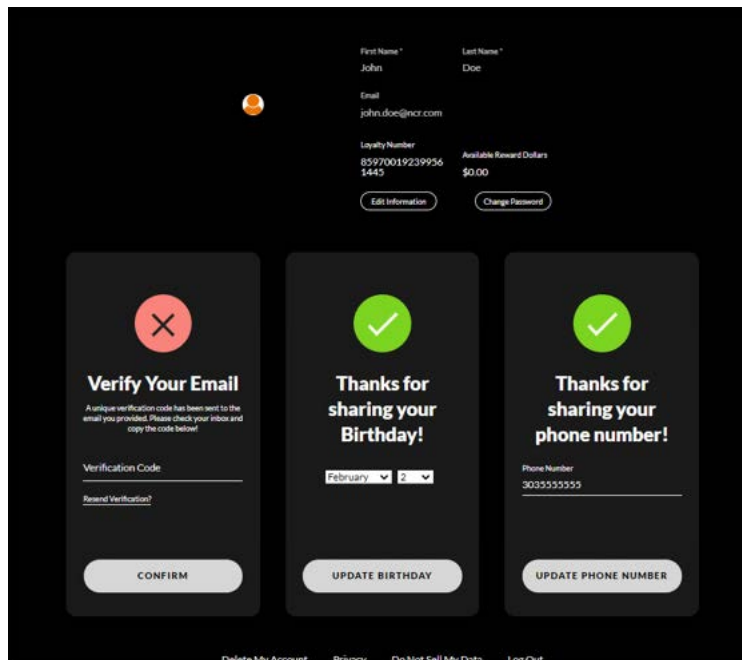 First Name *
Last Name *
John
Doe
Email
john.doe@ncr.com
Loyalty Number
Available Reward Dollars
85970019239956
1445
$0.00
Edit Information
Change Password
Verify Your Email
A unique verification code has been sent to the
email you provided. Please check your inbox and
copy the code below!
Verification Code
Resend Verification?
CONFIRM
Thanks for
sharing your
Birthday!
February
2
UPDATE BIRTHDAY
Thanks for
sharing your
phone number!
Phone Number
3035555555
UPDATE PHONE NUMBER
Delete My Account
Privacy
Do Not Sell My Data
Log Out